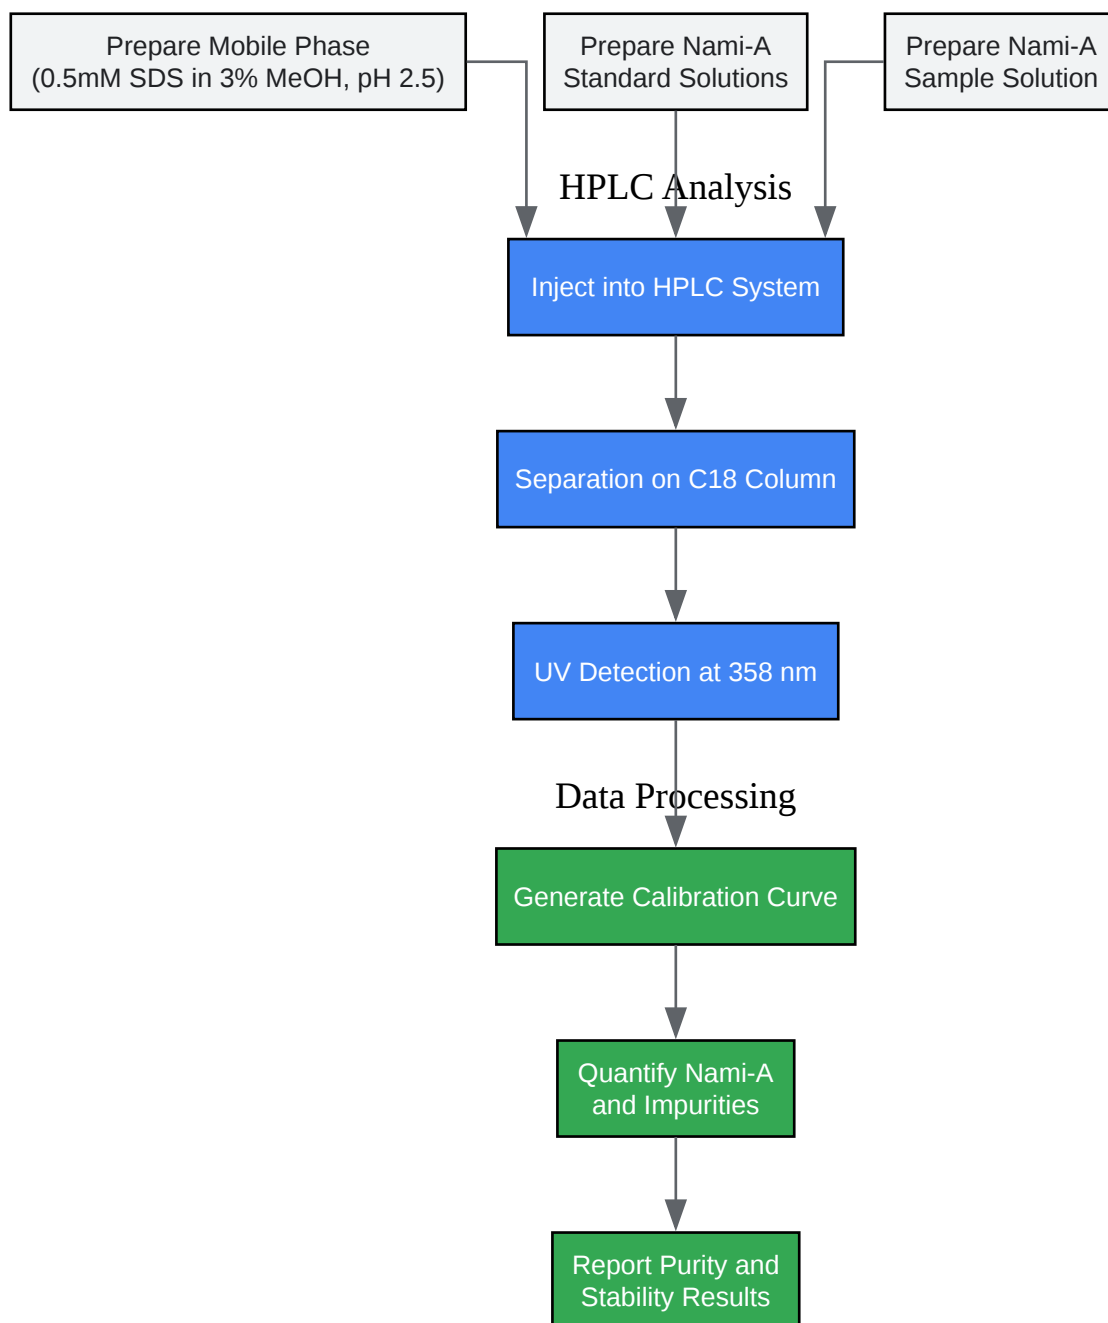 Prepare Mobile Phase
(0.5mM SDS in 3% MeOH, pH 2.5)
Prepare Nami-A
Standard Solutions
Prepare Nami-A
Sample Solution
HPLC Analysis
Inject into HPLC System
Separation on C18 Column
UV Detection at 358 nm
Data Processing
Generate Calibration Curve
Quantify Nami-A
and Impurities
Report Purity and
Stability Results